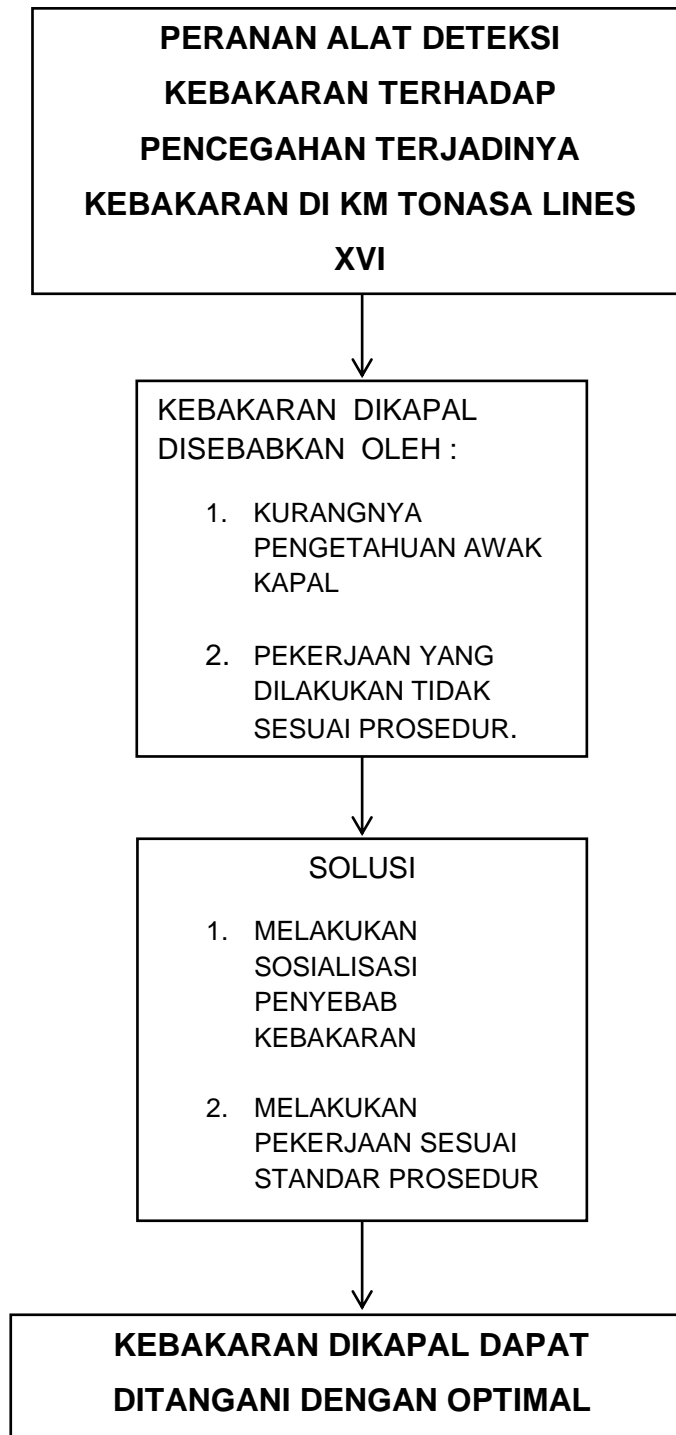 PERANAN ALAT DETEKSI
KEBAKARAN TERHADAP
PENCEGAHAN TERJADINYA
KEBAKARAN DI KM TONASA LINES
XVI
KEBAKARAN DIKAPAL
DISEBABKAN OLEH :
1. KURANGNYA
PENGETAHUAN AWAK
KAPAL
2. PEKERJAAN YANG
DILAKUKAN TIDAK
SESUAI PROSEDUR.
SOLUSI
1. MELAKUKAN
SOSIALISASI
PENYEBAB
KEBAKARAN
2. MELAKUKAN
PEKERJAAN SESUAI
STANDAR PROSEDUR
KEBAKARAN DIKAPAL DAPAT
DITANGANI DENGAN OPTIMAL